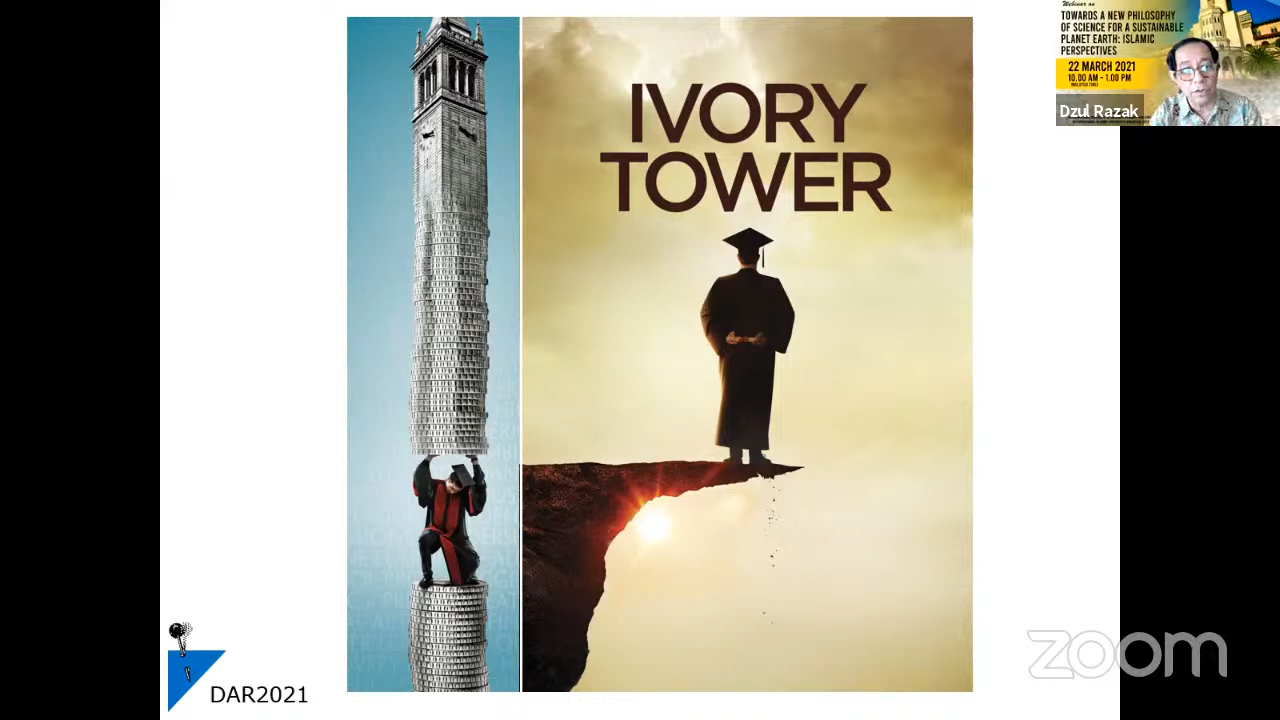 IVORY
TOWER
Webinar on
TOWARDS A NEW PHILOSOPHY
OF SCIENCE FOR A SUSTAINABLE
PLANET EARTH: ISLAMIC
PERSPECTIVES
22 MARCH 2021
10.00 AM - 1.00 PM
Dzul Razak
DAR2021
zoom